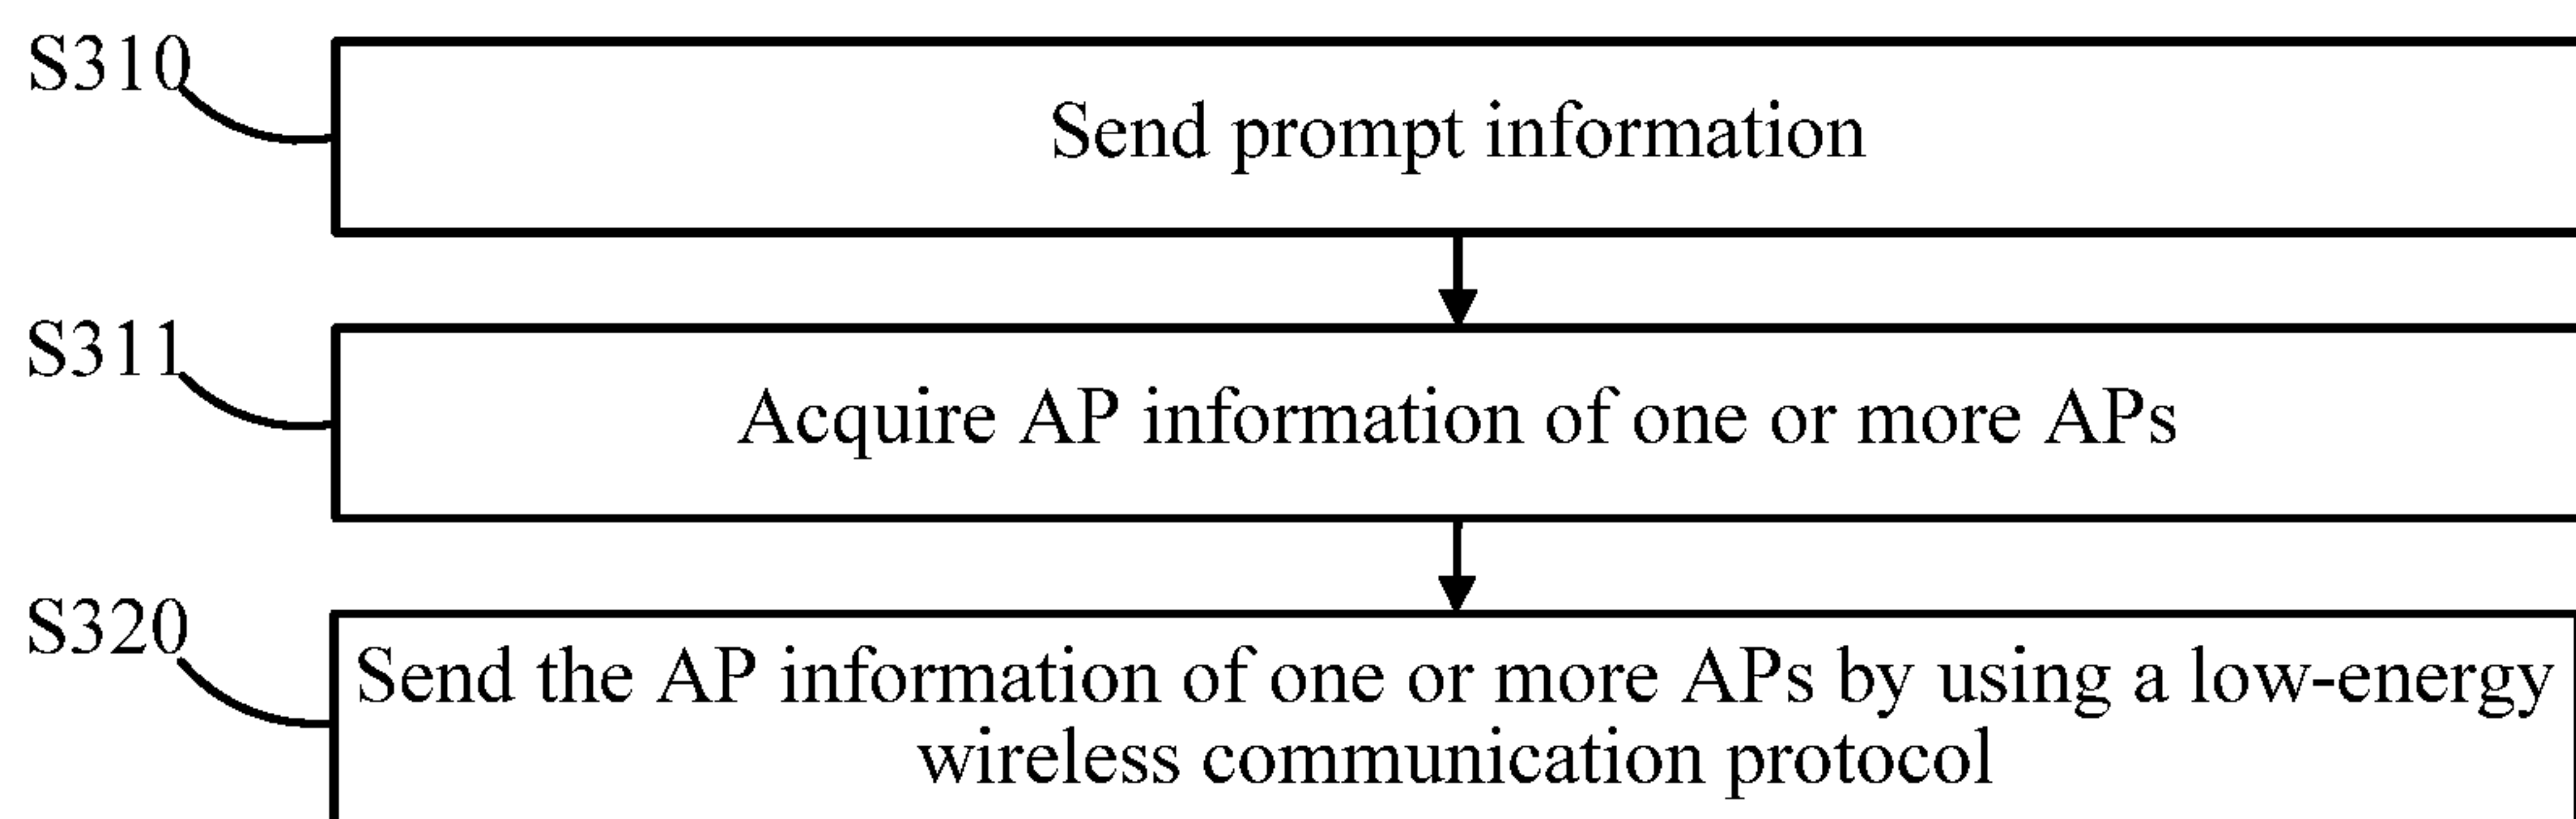 S310
Send prompt information
S311
Acquire AP information of one or more APs
S320
Send the AP information of one or more APs by using a low-energy
wireless communication protocol